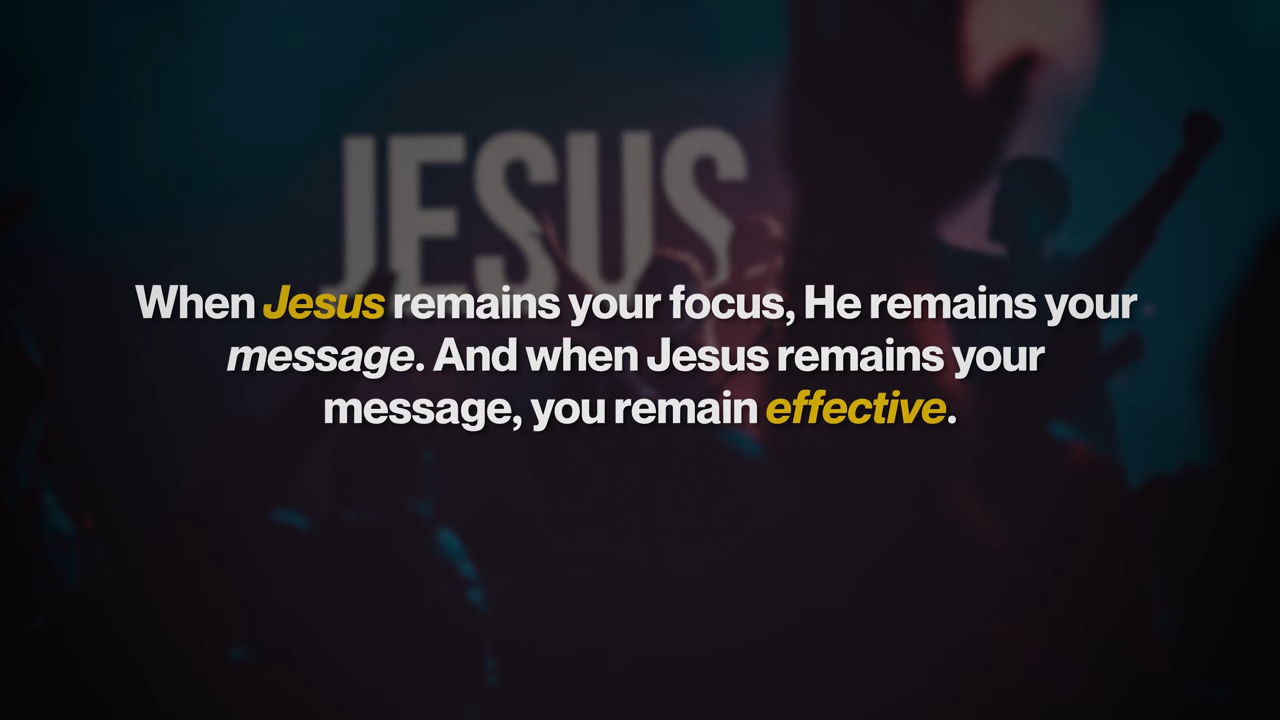 JESUS
When Jesus remains your focus, He remains your
message. And when Jesus remains your
message, you remain effective.